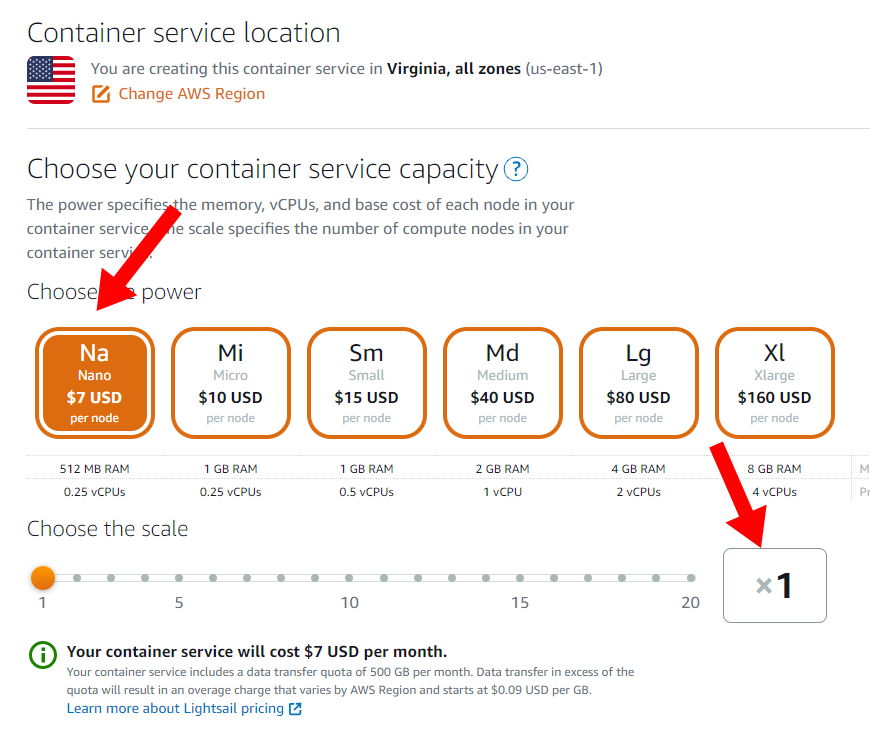 Container service location
You are creating this container service in Virginia, all zones (us-east-1)
Change AWS Region
Choose your container service capacity ?
The power specifies the memory, vCPUs, and base cost of each node in your
container service. The scale specifies the number of compute nodes in your
container service.
Choose the power
Na Mi Sm Md Lg Xl
Nano Micro Small Medium Large Xlarge
$7 USD $10 USD $15 USD $40 USD $80 USD $160 USD
per node per node per node per node per node per node
512 MB RAM 1 GB RAM 1 GB RAM 2 GB RAM 4 GB RAM 8 GB RAM
0.25 vCPUs 0.25 vCPUs 0.5 vCPUs 1 vCPU 2 vCPUs 4 vCPUs
Choose the scale
×1
1 5 10 15 20
Your container service will cost $7 USD per month.
Your container service includes a data transfer quota of 500 GB per month. Data transfer in excess of the
quota will result in an overage charge that varies by AWS Region and starts at $0.09 USD per GB.
Learn more about Lightsail pricing